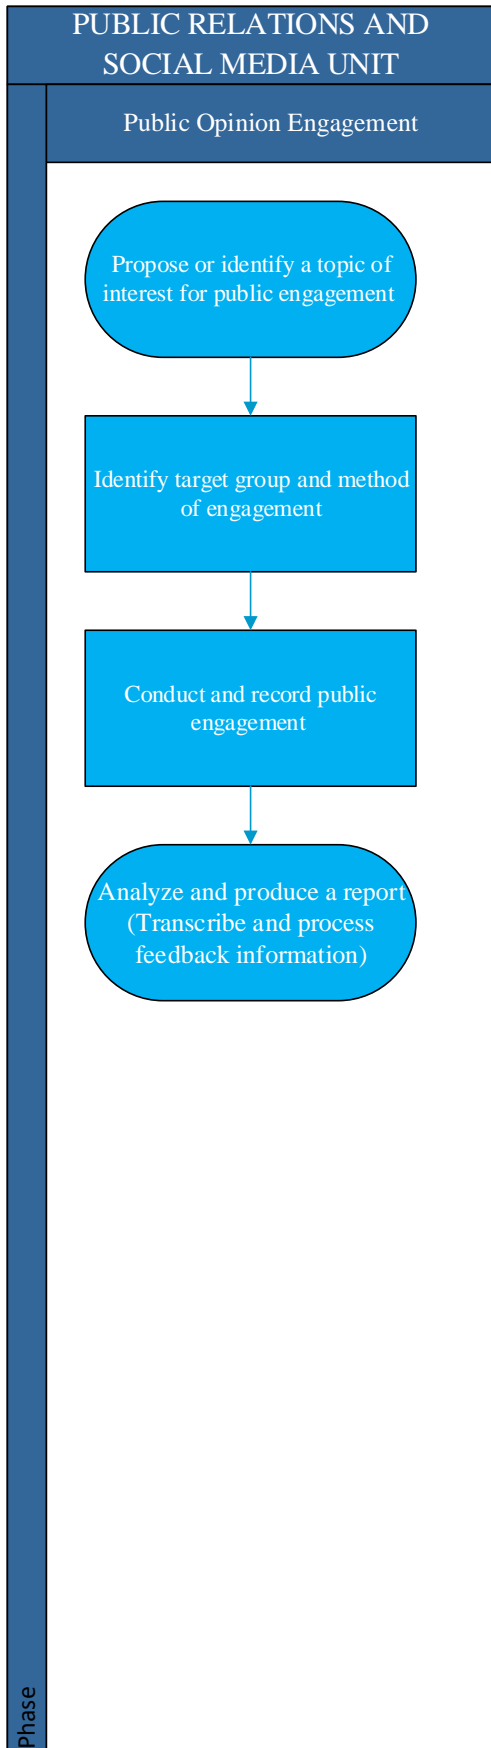 PUBLIC RELATIONS AND
SOCIAL MEDIA UNIT
Public Opinion Engagement
Propose or identify a topic of
interest for public engagement
Identify target group and method
of engagement
Conduct and record public
engagement
Analyze and produce a report
(Transcribe and process
feedback information)
Phase